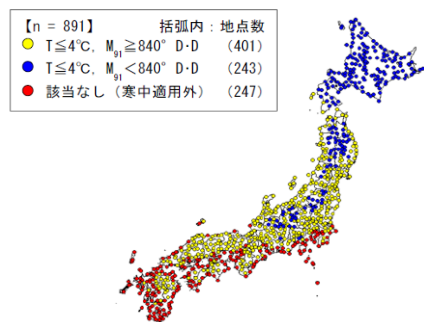 【n = 891】 括弧内：地点数
T≦4℃, M91≧840°D･D (401)
T≦4℃, M91<840°D･D (243)
該当なし（寒中適用外） (247)